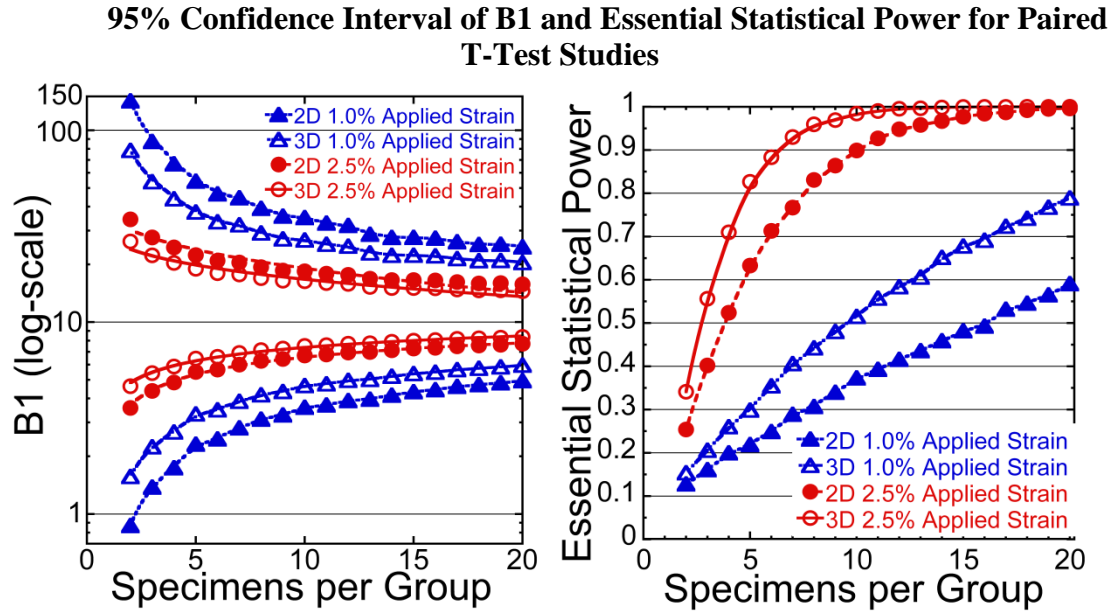 95% Confidence Interval of B1 and Essential Statistical Power for Paired
T-Test Studies
B1 (log-scale)
150
100
10
1
2D 1.0% Applied Strain
3D 1.0% Applied Strain
2D 2.5% Applied Strain
3D 2.5% Applied Strain
0 5 10 15 20
Specimens per Group
Essential Statistical Power
1
0.9
0.8
0.7
0.6
0.5
0.4
0.3
0.2
0.1
0
2D 1.0% Applied Strain
3D 1.0% Applied Strain
2D 2.5% Applied Strain
3D 2.5% Applied Strain
0 5 10 15 20
Specimens per Group